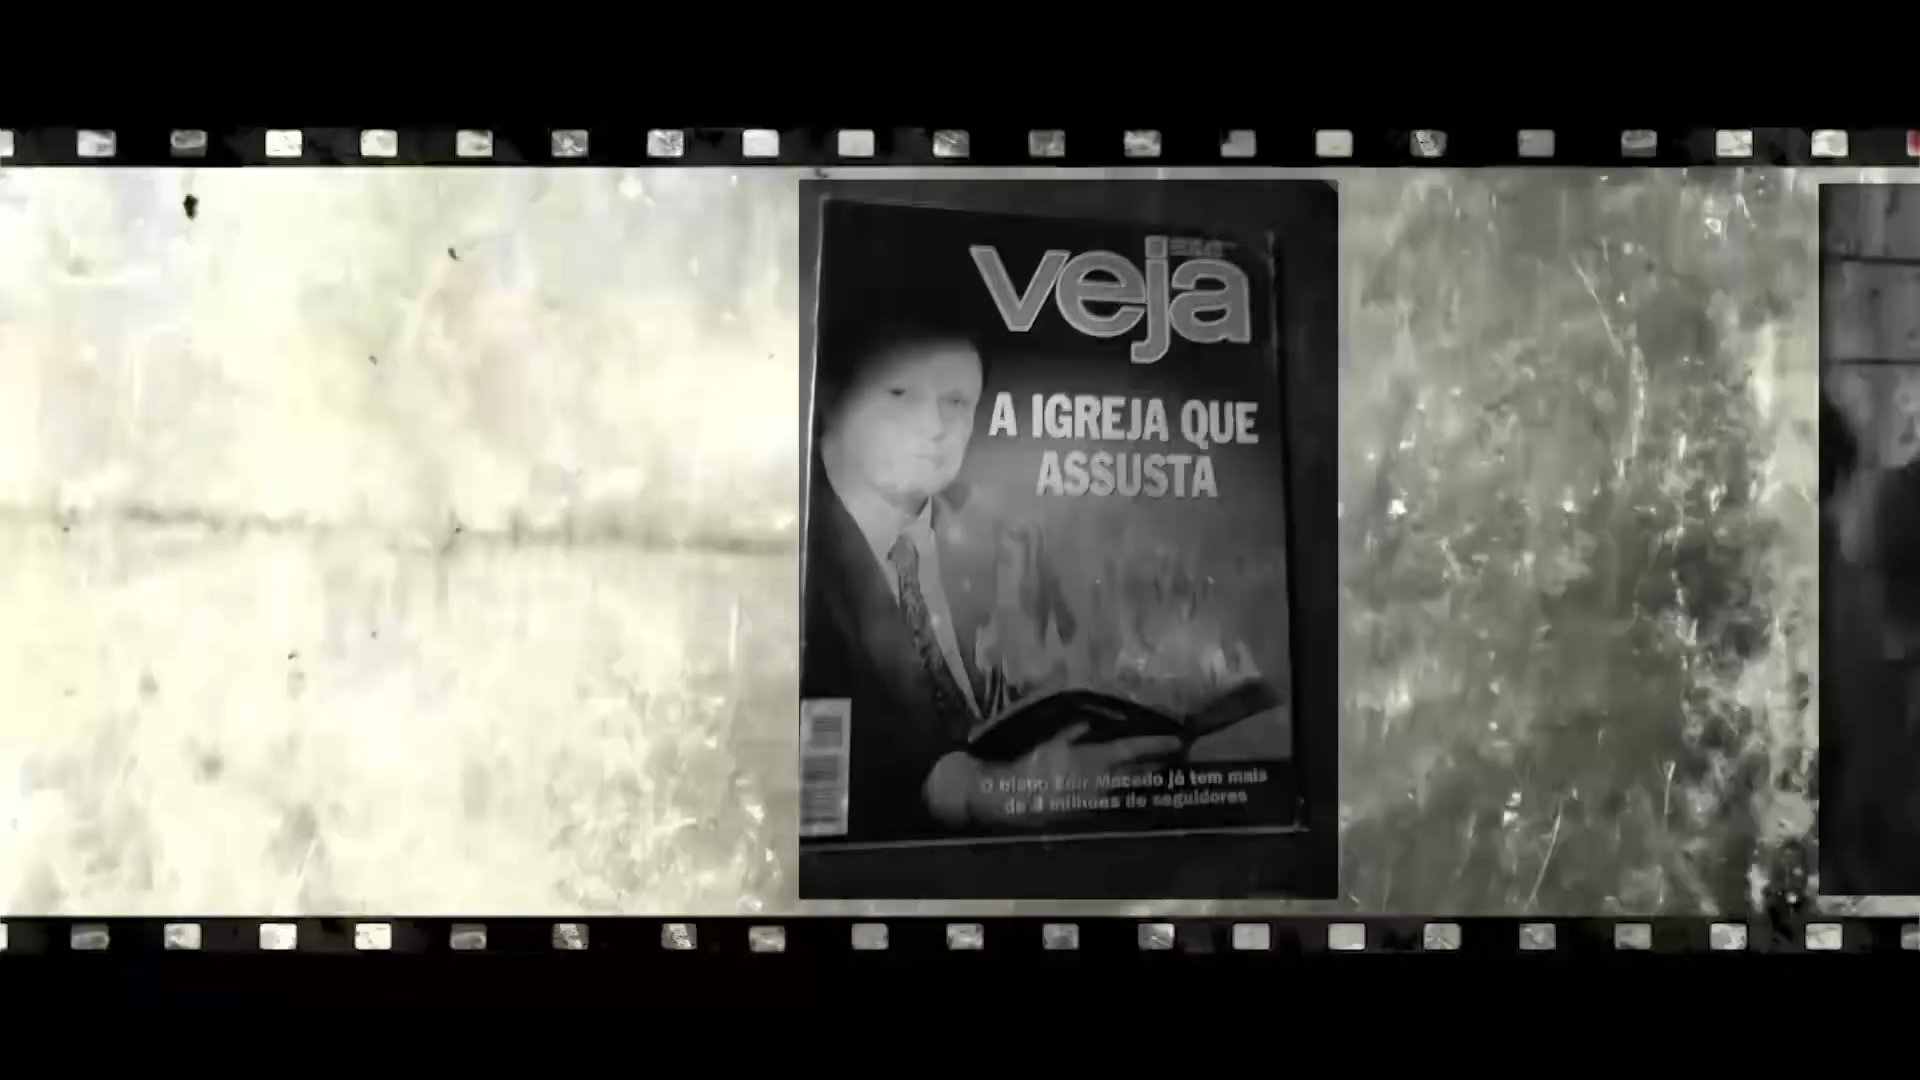 veja
A IGREJA QUE
ASSUSTA
O bispo Edir Macedo já tem mais
de 3 milhões de seguidores